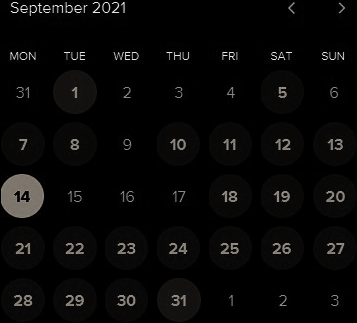 September 2021
MON TUE WED THU FRI SAT SUN
31 1 2 3 4 5 6
7 8 9 10 11 12 13
14 15 16 17 18 19 20
21 22 23 24 25 26 27
28 29 30 31 1 2 3